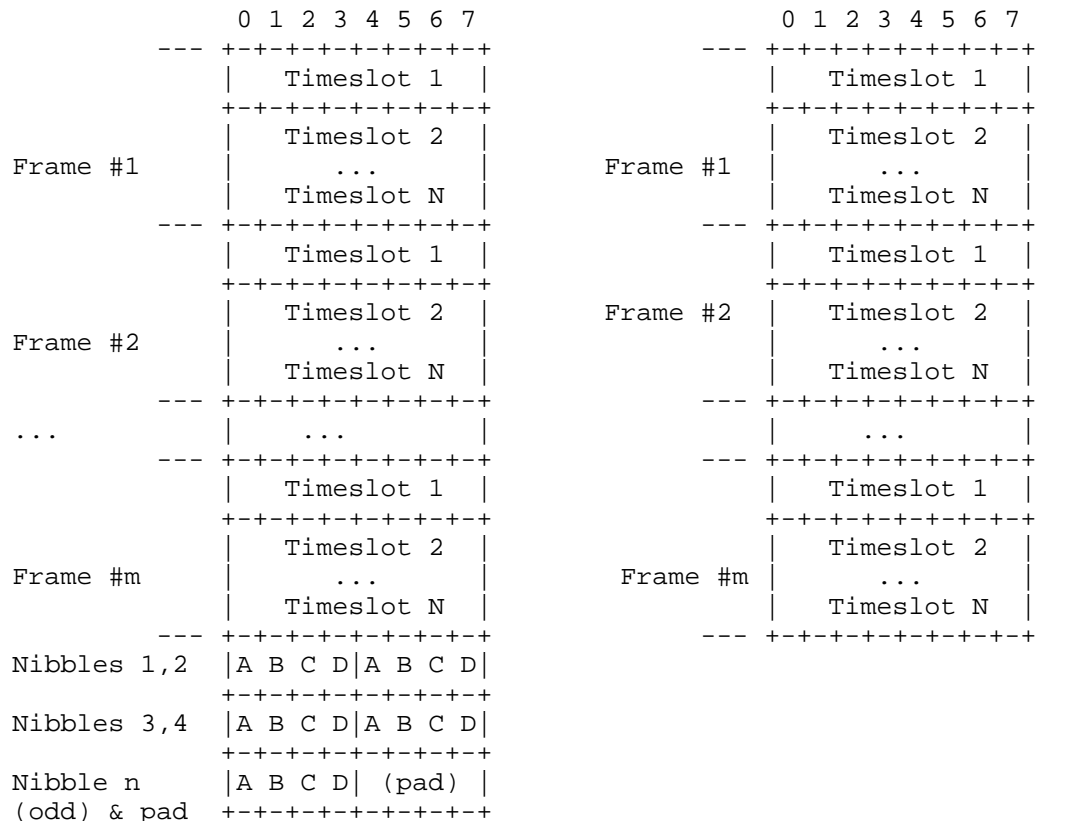 0 1 2 3 4 5 6 7                   0 1 2 3 4 5 6 7
         --- +-+-+-+-+-+-+-+-+             --- +-+-+-+-+-+-+-+-+
             |   Timeslot 1  |                 |   Timeslot 1  |
             +-+-+-+-+-+-+-+-+                 +-+-+-+-+-+-+-+-+
             |   Timeslot 2  |                 |   Timeslot 2  |
Frame #1     |      ...      |       Frame #1  |      ...      |
             |   Timeslot N  |                 |   Timeslot N  |
         --- +-+-+-+-+-+-+-+-+             --- +-+-+-+-+-+-+-+-+
             |   Timeslot 1  |                 |   Timeslot 1  |
             +-+-+-+-+-+-+-+-+                 +-+-+-+-+-+-+-+-+
             |   Timeslot 2  |       Frame #2  |   Timeslot 2  |
Frame #2     |      ...      |                 |      ...      |
             |   Timeslot N  |                 |   Timeslot N  |
         --- +-+-+-+-+-+-+-+-+             --- +-+-+-+-+-+-+-+-+
...          |    ...        |                 |     ...       |
         --- +-+-+-+-+-+-+-+-+             --- +-+-+-+-+-+-+-+-+
             |   Timeslot 1  |                 |   Timeslot 1  |
             +-+-+-+-+-+-+-+-+                 +-+-+-+-+-+-+-+-+
             |   Timeslot 2  |                 |   Timeslot 2  |
Frame #m     |      ...      |        Frame #m |      ...      |
             |   Timeslot N  |                 |   Timeslot N  |
         --- +-+-+-+-+-+-+-+-+             --- +-+-+-+-+-+-+-+-+
Nibbles 1,2  |A B C D|A B C D|
             +-+-+-+-+-+-+-+-+
Nibbles 3,4  |A B C D|A B C D|
             +-+-+-+-+-+-+-+-+
Nibble n     |A B C D| (pad) |
(odd) & pad  +-+-+-+-+-+-+-+-+